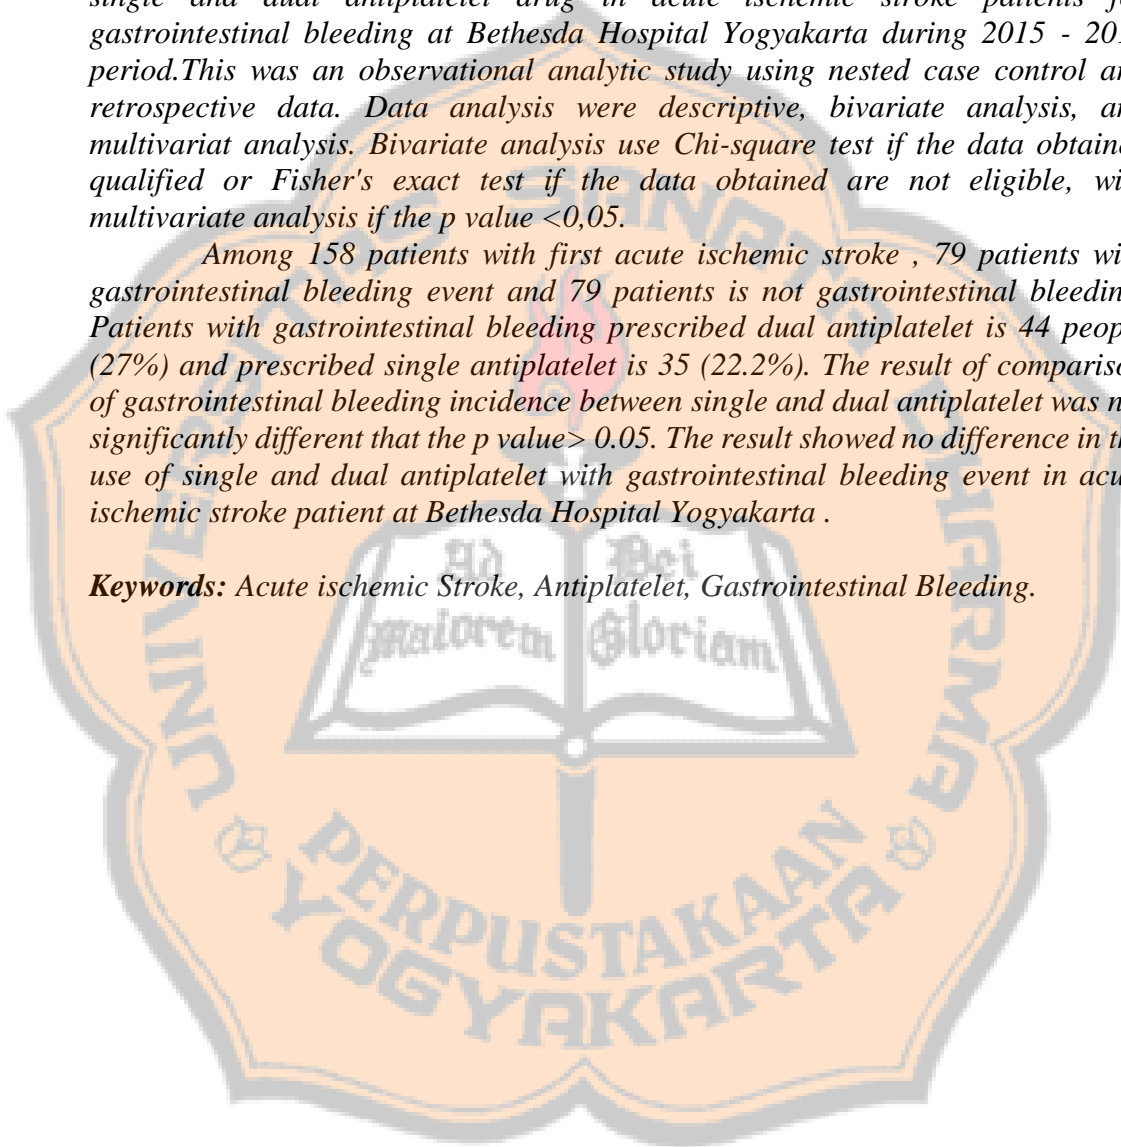 single and dual antiplatelet drug in acute ischemic stroke patients
gastrointestinal bleeding at Bethesda Hospital Yogyakarta during 2015 -
period.This was an observational analytic study using nested case control
retrospective data. Data analysis were descriptive, bivariate analysis,
multivariat analysis. Bivariate analysis use Chi-square test if the data
qualified or Fisher's exact test if the data obtained are not eligible,
multivariate analysis if the p value <0,05.
Among 158 patients with first acute ischemic stroke , 79 patients
gastrointestinal bleeding event and 79 patients is not gastrointestinal
Patients with gastrointestinal bleeding prescribed dual antiplatelet is 44
(27%) and prescribed single antiplatelet is 35 (22.2%). The result of
of gastrointestinal bleeding incidence between single and dual antiplatelet was
significantly different that the p value> 0.05. The result showed no difference in
use of single and dual antiplatelet with gastrointestinal bleeding event in
ischemic stroke patient at Bethesda Hospital Yogyakarta .
Keywords: Acute ischemic Stroke, Antiplatelet, Gastrointestinal Bleeding.
UNIVERSITAS SANATA DHARMA
Ad Dei
Maiorem Gloriam
PERPUSTAKAAN
YOGYAKARTA